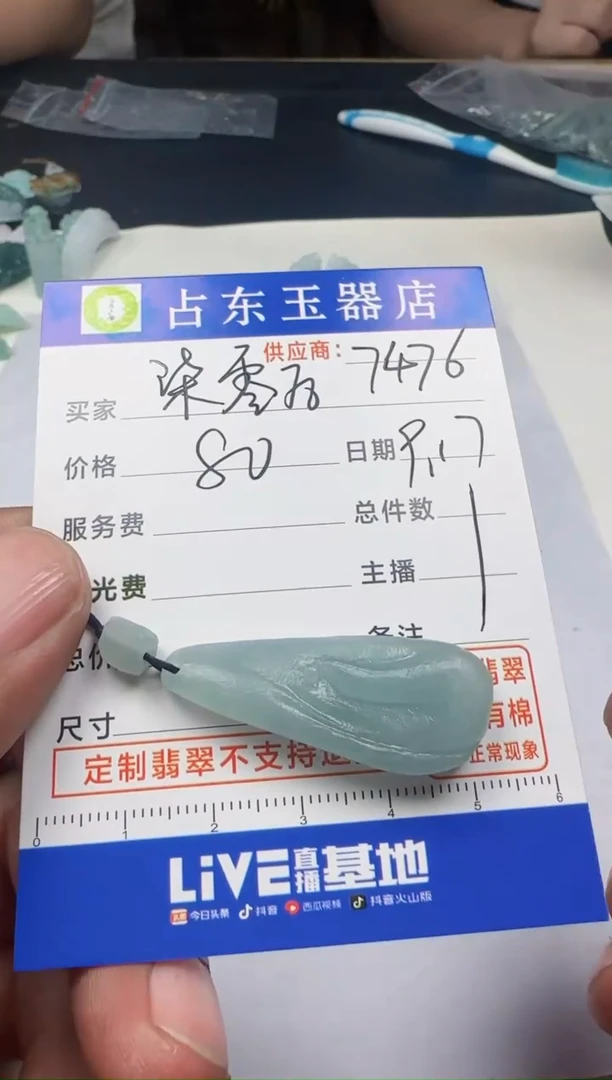 占东玉器店
供应商: 7476
买家 柒零
价格 80 日期 9.17
服务费 总件数
光费 主播
备注
总价
尺寸
翡翠
有棉
正常现象
定制翡翠不支持退
0 1 2 3 4 5 6
LiVE直播基地
头条 今日头条 抖音 西瓜视频 抖音火山版